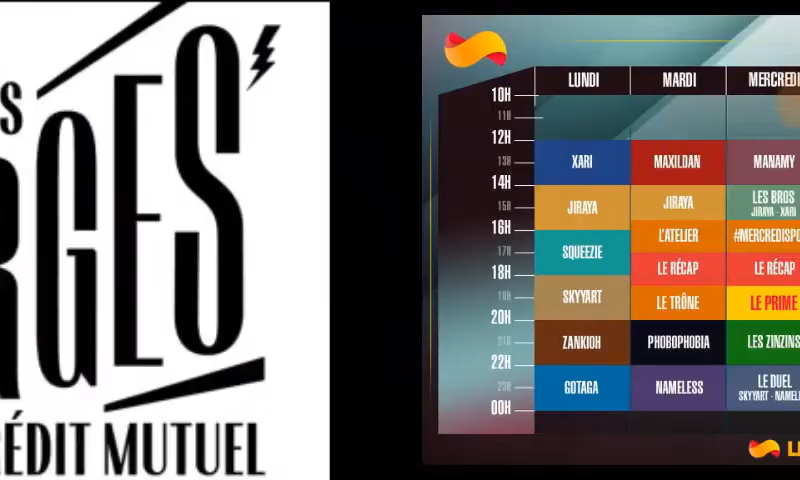 S
RGES'
ÉDIT MUTUEL
LUNDI MARDI MERCREDI
10H
11H
12H
13H XARI MAXILDAN MANAMY
14H
15H JIRAYA JIRAYA LES BROS
JIRAYA - XARI
16H L'ATELIER #MERCREDISPO
17H SQUEEZIE
18H LE RÉCAP LE RÉCAP
19H SKYYART LE TRÔNE LE PRIME
20H
21H ZANKIOH PHOBOPHOBIA LES ZINZINS
22H
23H GOTAGA NAMELESS LE DUEL
SKYYART - NAMELE
00H